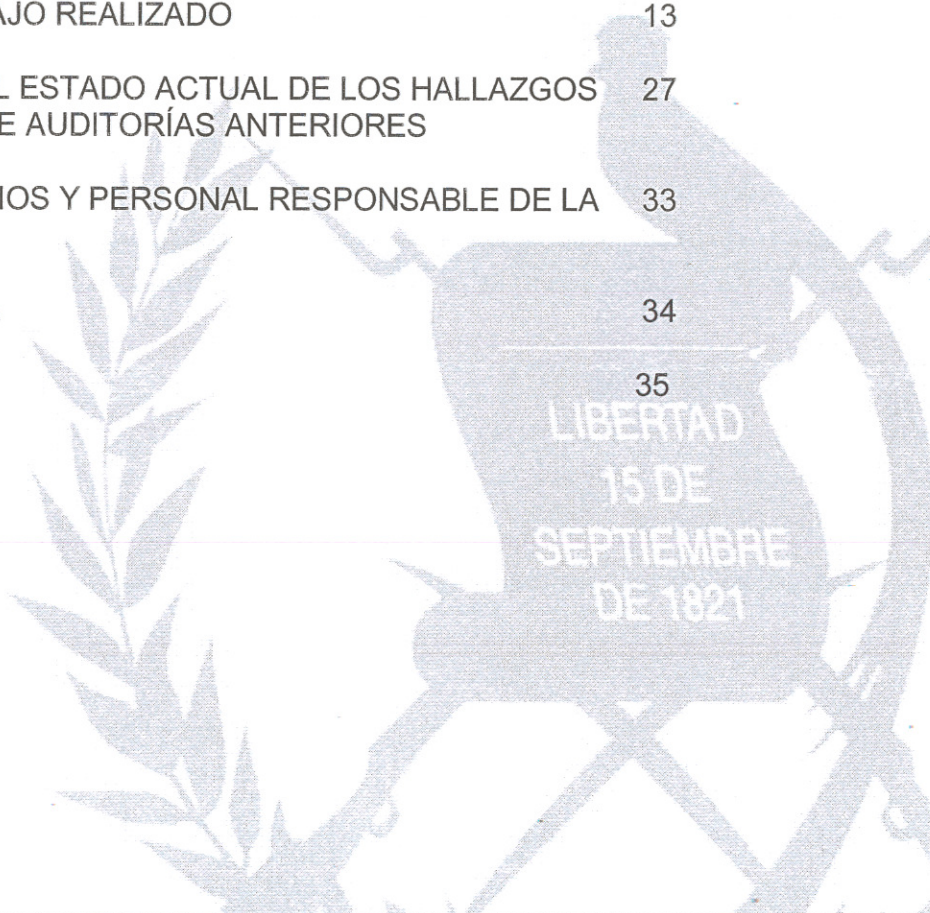 AJO REALIZADO 13
L ESTADO ACTUAL DE LOS HALLAZGOS 27
E AUDITORÍAS ANTERIORES
IOS Y PERSONAL RESPONSABLE DE LA 33
34
35
LIBERTAD
15 DE
SEPTIEMBRE
DE 1821